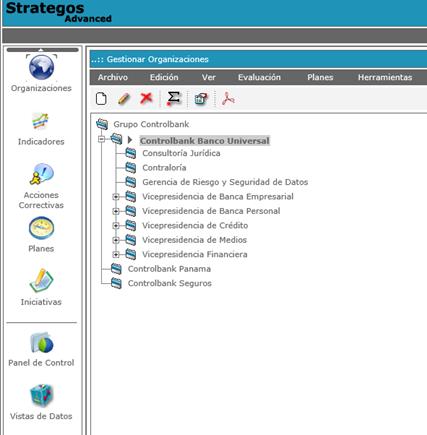 Strategos
Advanced
Organizaciones
Indicadores
Acciones
Correctivas
Planes
Iniciativas
Panel de Control
Vistas de Datos
..:: Gestionar Organizaciones
Archivo Edición Ver Evaluación Planes Herramientas
Grupo Controlbank
Controlbank Banco Universal
Consultoría Jurídica
Contraloría
Gerencia de Riesgo y Seguridad de Datos
Vicepresidencia de Banca Empresarial
Vicepresidencia de Banca Personal
Vicepresidencia de Crédito
Vicepresidencia de Medios
Vicepresidencia Financiera
Controlbank Panama
Controlbank Seguros